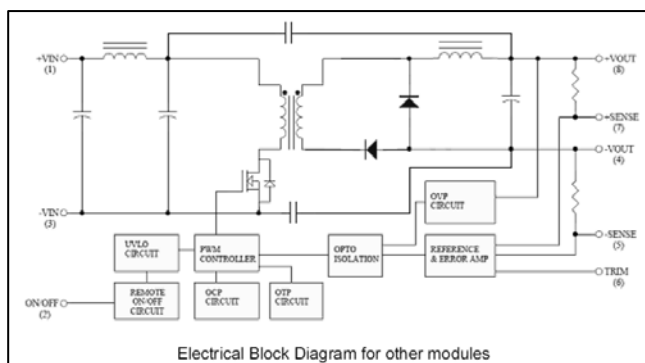 +VIN
(1)
+VOUT
(8)
+SENSE
(7)
-VOUT
(4)
-VIN
(3)
OVP
CIRCUIT
UVLO
CIRCUIT
PWM
CONTROLLER
OPTO
ISOLATION
REFERENCE
& ERROR AMP
-SENSE
(5)
TRIM
(6)
ON/OFF
(2)
REMOTE
ON/OFF
CIRCUIT
OCP
CIRCUIT
OTP
CIRCUIT
Electrical Block Diagram for other modules